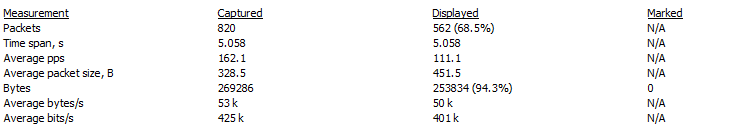 Measurement Captured Displayed Marked
Packets 820 562 (68.5%) N/A
Time span, s 5.058 5.058 N/A
Average pps 162.1 111.1 N/A
Average packet size, B 328.5 451.5 N/A
Bytes 269286 253834 (94.3%) 0
Average bytes/s 53 k 50 k N/A
Average bits/s 425 k 401 k N/A